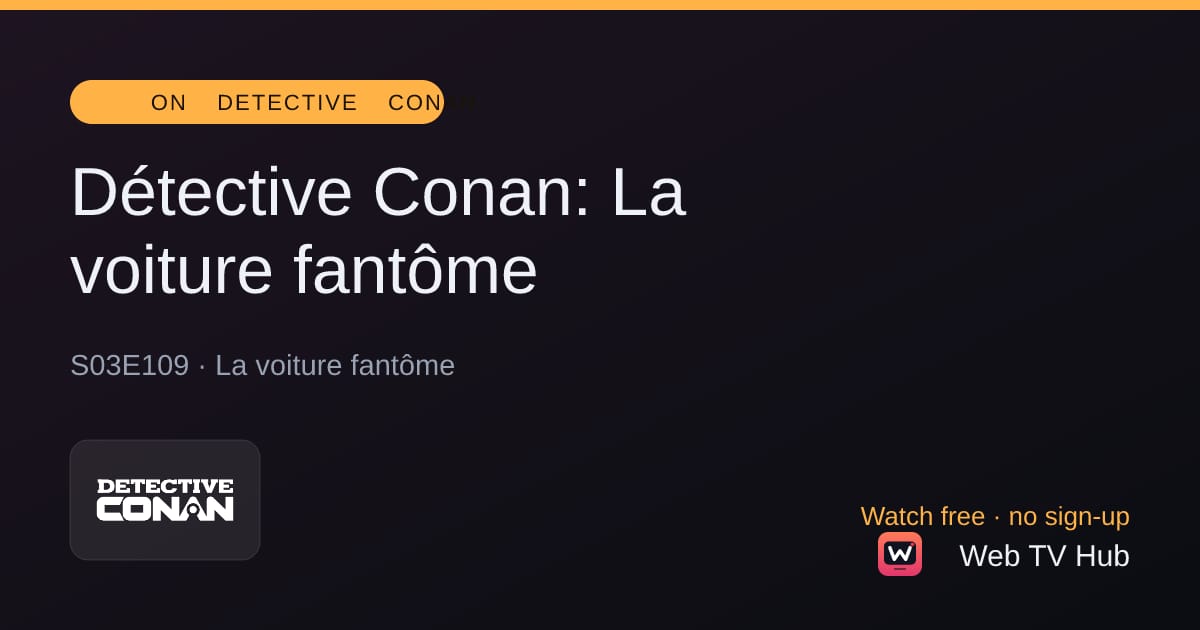 ON DETECTIVE CONAN
Détective Conan: La
voiture fantôme
S03E109 · La voiture fantôme
DETECTIVE
CONAN
Watch free · no sign-up
W Web TV Hub